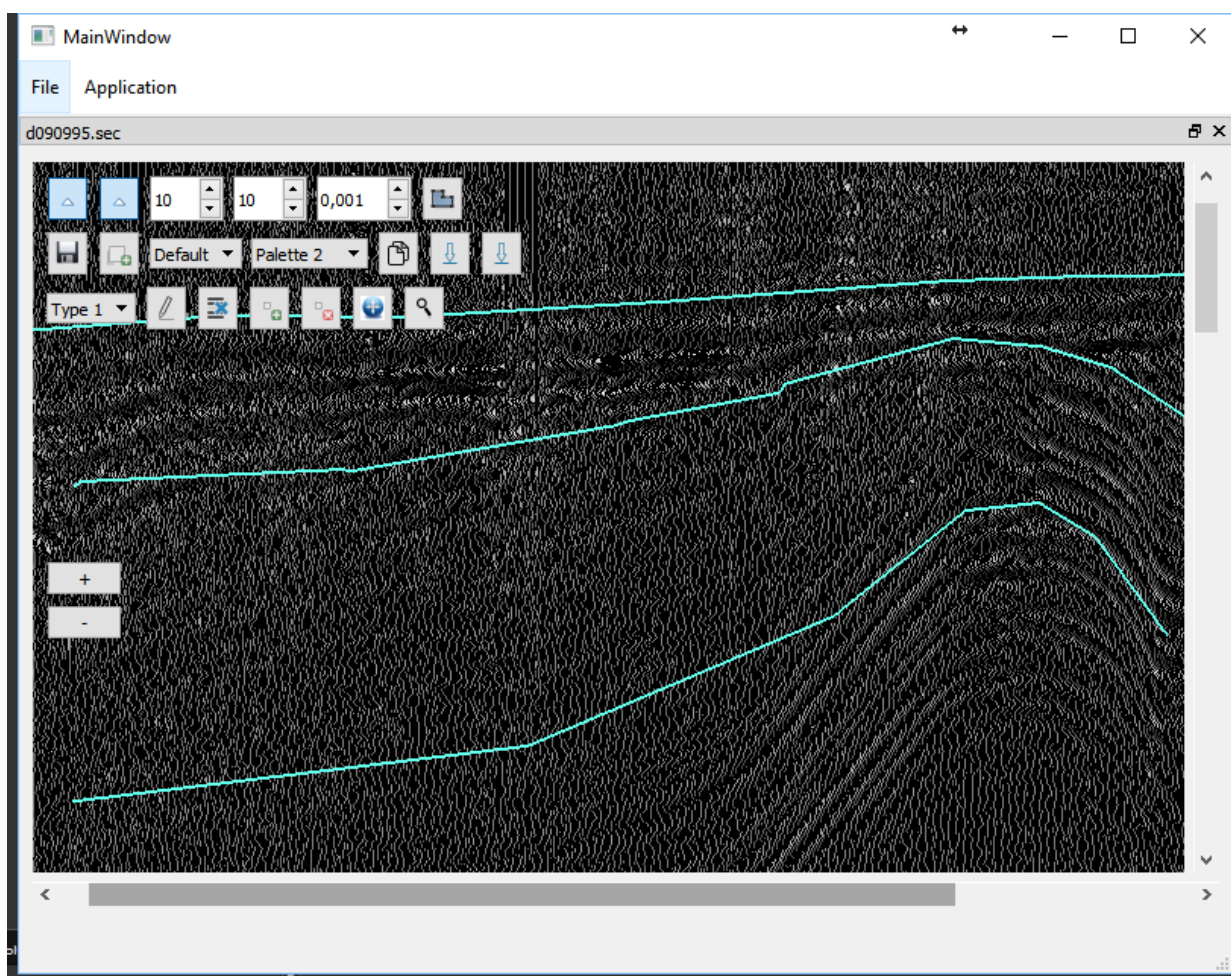 MainWindow
File Application
d090995.sec
10 10 0,001
Default Palette 2
Type 1
+
-